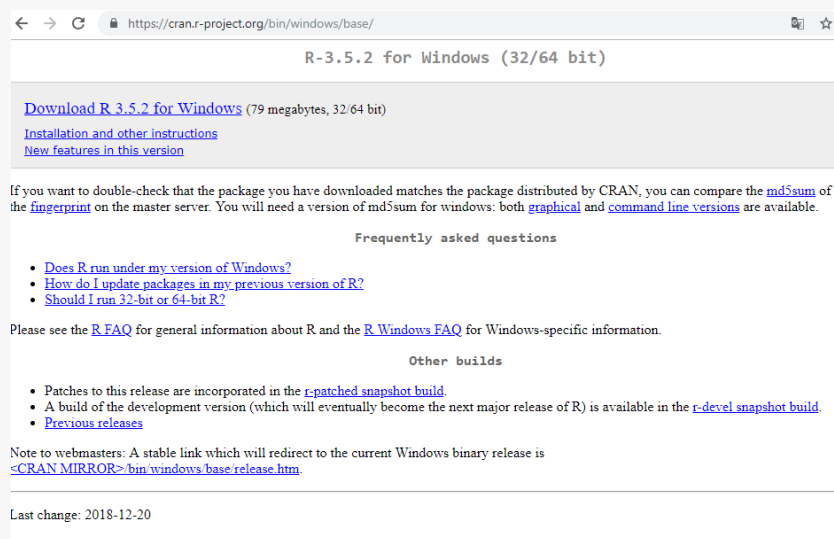 https://cran.r-project.org/bin/windows/base/
R-3.5.2 for Windows (32/64 bit)
Download R 3.5.2 for Windows (79 megabytes, 32/64 bit)
Installation and other instructions
New features in this version
If you want to double-check that the package you have downloaded matches the package distributed by CRAN, you can compare the md5sum of
the fingerprint on the master server. You will need a version of md5sum for windows: both graphical and command line versions are available.
Frequently asked questions
• Does R run under my version of Windows?
• How do I update packages in my previous version of R?
• Should I run 32-bit or 64-bit R?
Please see the R FAQ for general information about R and the R Windows FAQ for Windows-specific information.
Other builds
• Patches to this release are incorporated in the r-patched snapshot build.
• A build of the development version (which will eventually become the next major release of R) is available in the r-devel snapshot build.
• Previous releases
Note to webmasters: A stable link which will redirect to the current Windows binary release is
<CRAN MIRROR>/bin/windows/base/release.htm.
Last change: 2018-12-20